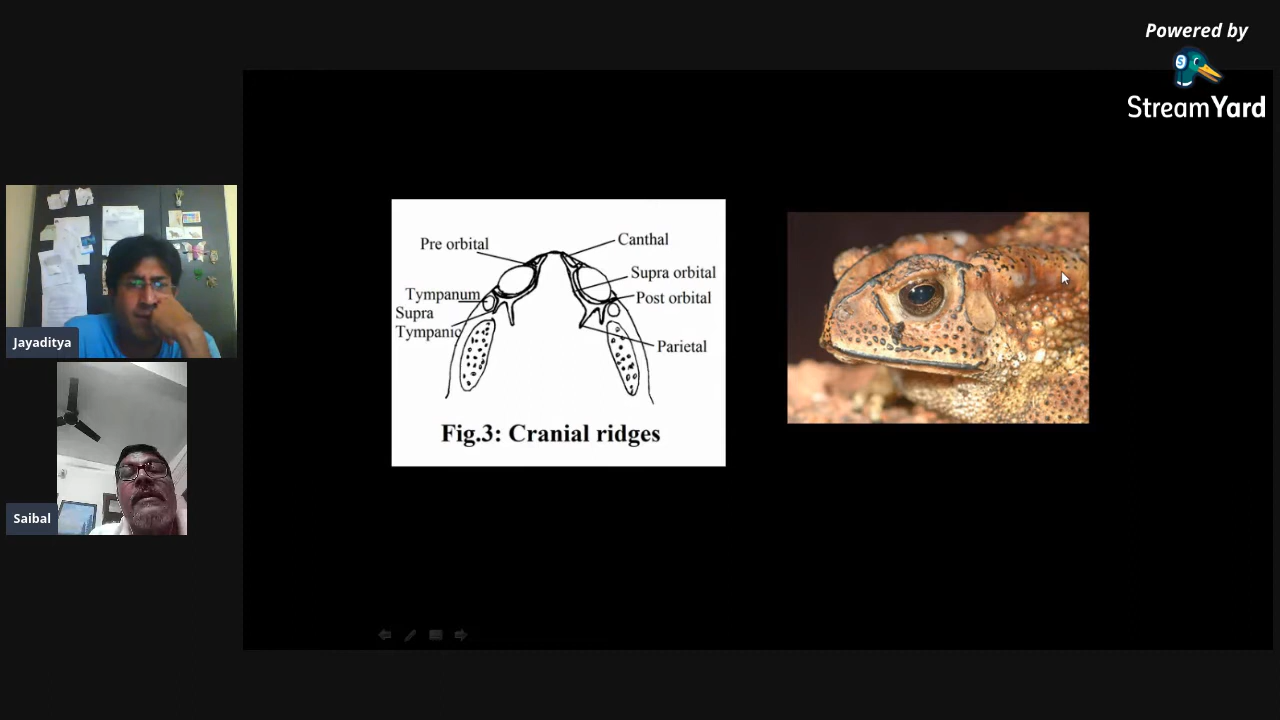 Powered by
StreamYard
Jayaditya
Saibal
Pre orbital
Canthal
Supra orbital
Tympanum
Post orbital
Supra
Tympanic
Parietal
Fig.3: Cranial ridges